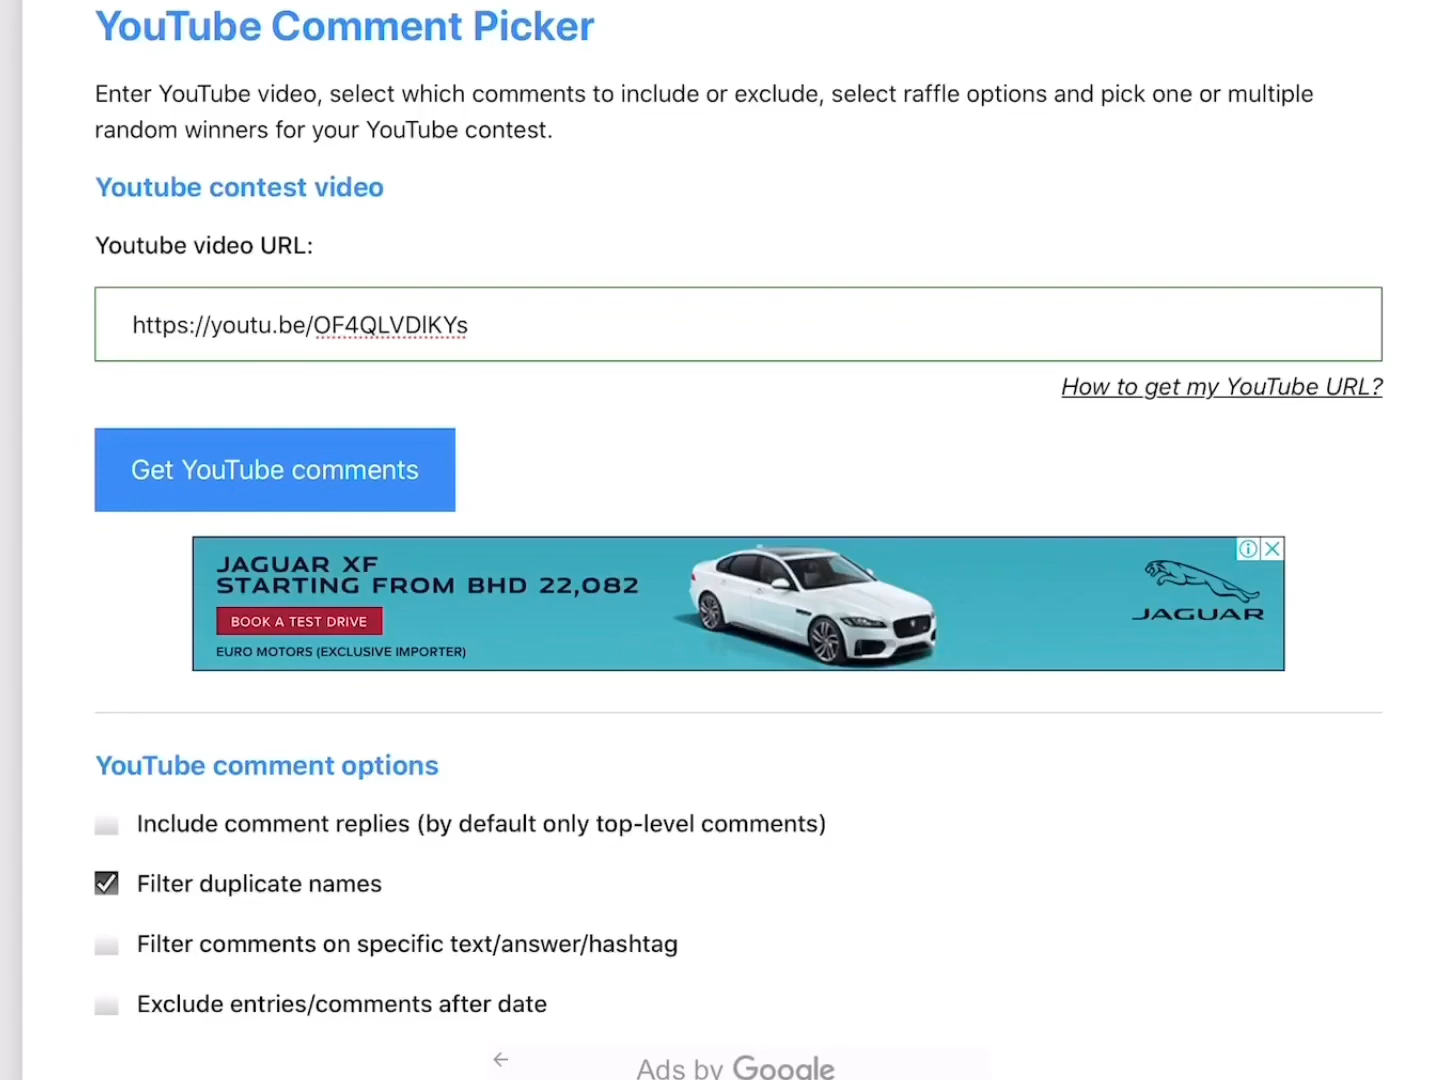 YouTube Comment Picker
Enter YouTube video, select which comments to include or exclude, select raffle options and pick one or multiple
random winners for your YouTube contest.
Youtube contest video
Youtube video URL:
https://youtu.be/OF4QLVDlKYs
How to get my YouTube URL?
Get YouTube comments
JAGUAR XF
STARTING FROM BHD 22,082
BOOK A TEST DRIVE
EURO MOTORS (EXCLUSIVE IMPORTER)
JAGUAR
YouTube comment options
Include comment replies (by default only top-level comments)
Filter duplicate names
Filter comments on specific text/answer/hashtag
Exclude entries/comments after date
Ads by Google